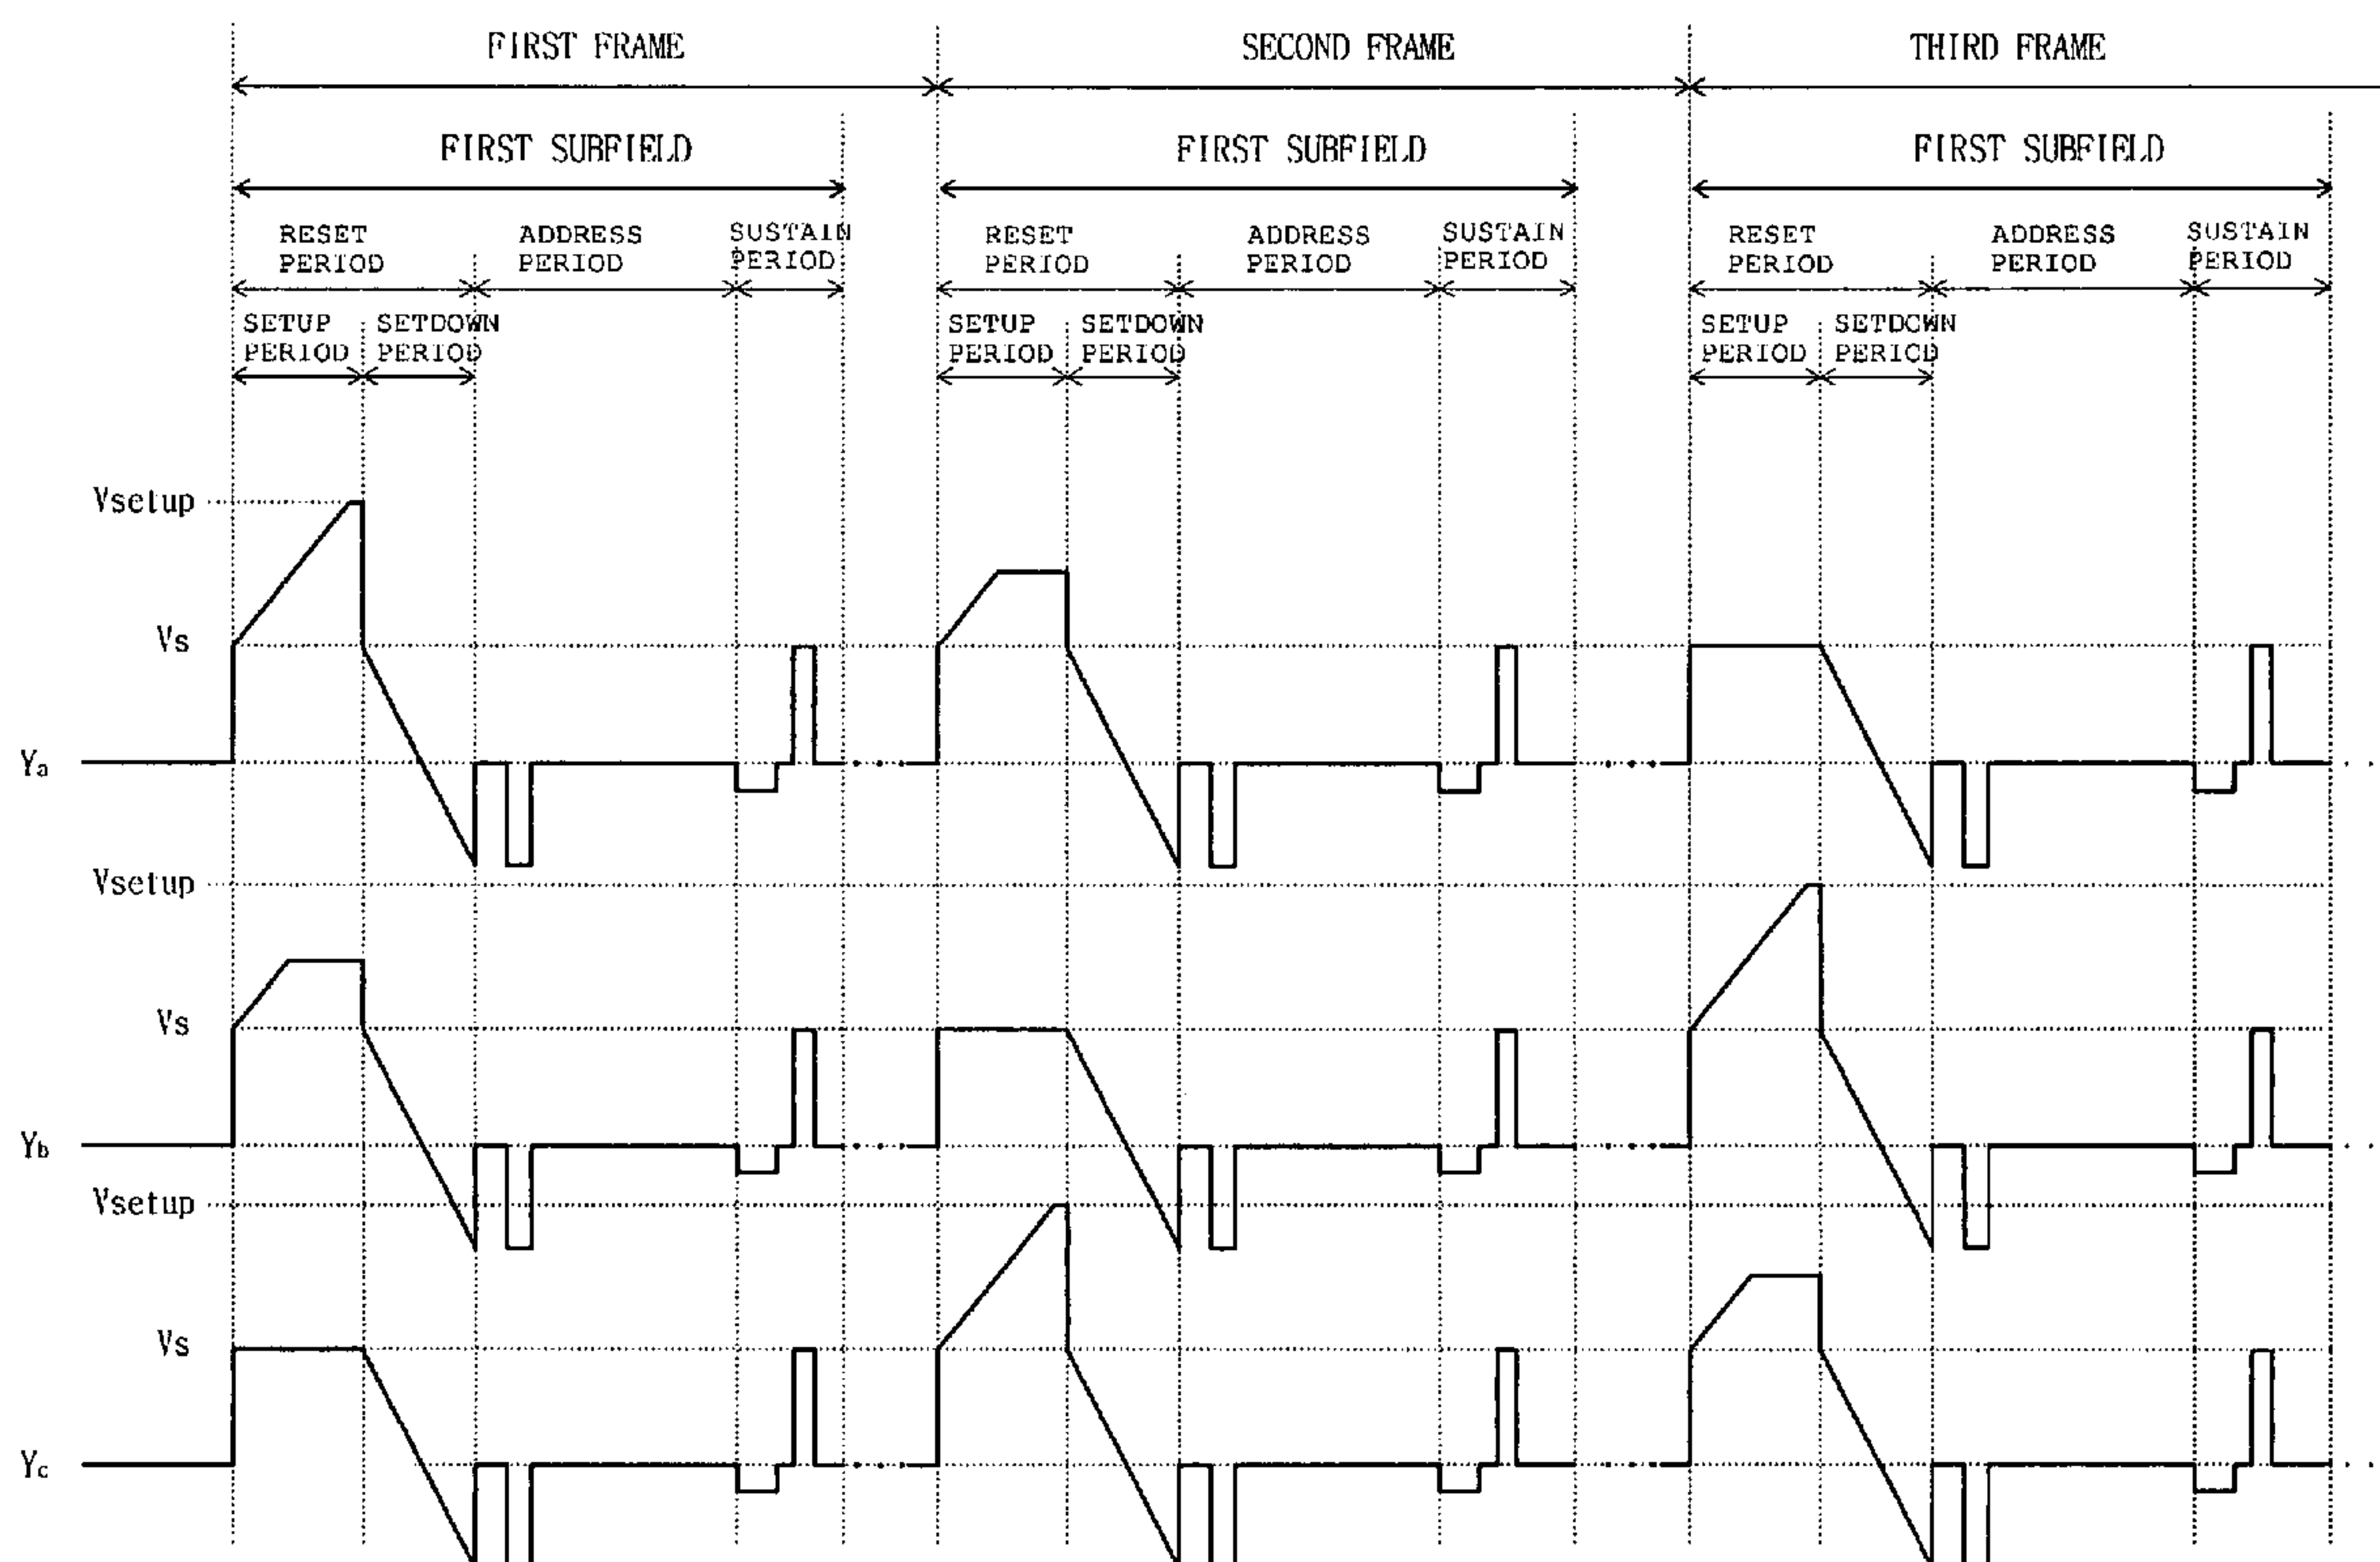 FIRST FRAME SECOND FRAME THIRD FRAME
FIRST SUBFIELD FIRST SUBFIELD FIRST SUBFIELD
RESET PERIOD ADDRESS PERIOD SUSTAIN PERIOD RESET PERIOD ADDRESS PERIOD SUSTAIN PERIOD RESET PERIOD ADDRESS PERIOD SUSTAIN PERIOD
SETUP PERIOD SETDOWN PERIOD SETUP PERIOD SETDOWN PERIOD SETUP PERIOD SETDOWN PERIOD
Vsetup
Vs
Ya
Vsetup
Vs
Yb
Vsetup
Vs
Yc